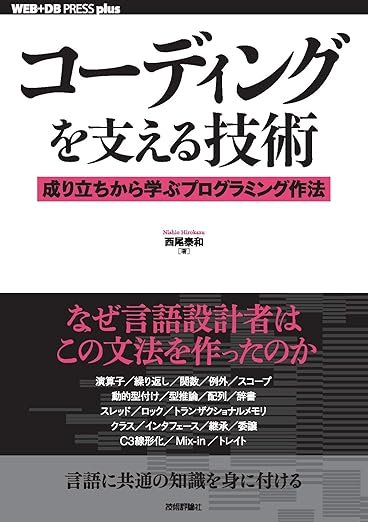 WEB+DB PRESS plus
コーディング
を支える技術
成り立ちから学ぶプログラミング作法
Nishio Hirokazu
西尾泰和
[著]
なぜ言語設計者は
この文法を作ったのか
演算子／繰り返し／関数／例外／スコープ
動的型付け／型推論／配列／辞書
スレッド／ロック／トランザクショナルメモリ
クラス／インタフェース／継承／委譲
C3線形化／Mix-in／トレイト
言語に共通の知識を身に付ける
技術評論社